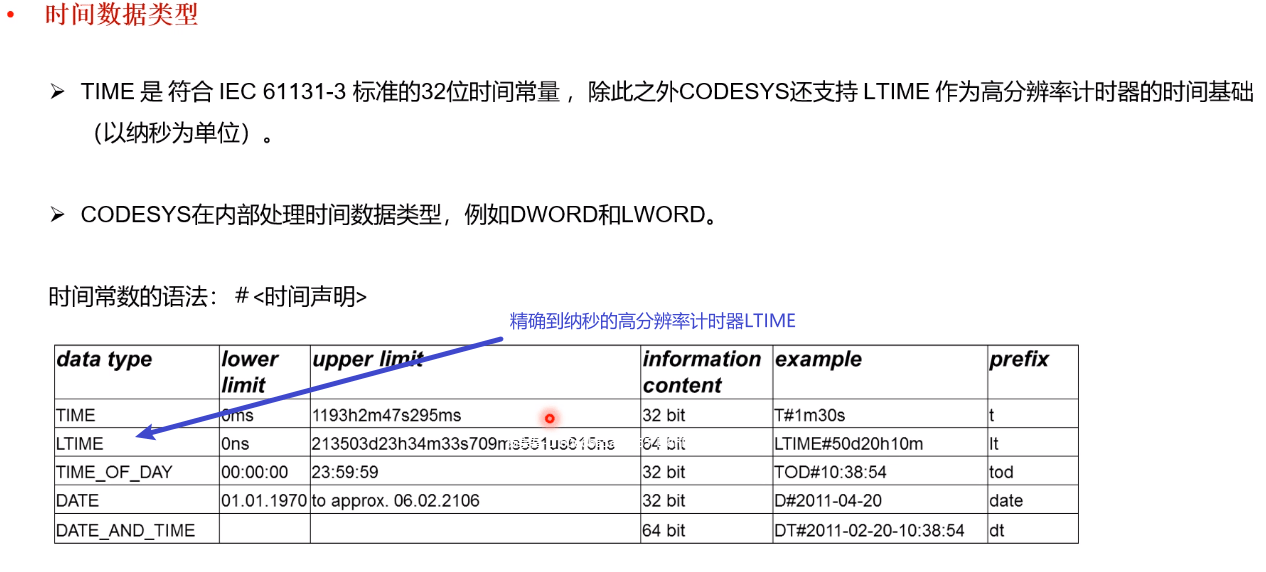 • 时间数据类型
➢ TIME 是 符合 IEC 61131-3 标准的32位时间常量 ，除此之外CODESYS还支持 LTIME 作为高分辨率计时器的时间基础
（以纳秒为单位）。
➢ CODESYS在内部处理时间数据类型，例如DWORD和LWORD。
时间常数的语法：＃<时间声明>
精确到纳秒的高分辨率计时器LTIME
data type lower limit upper limit information content example prefix
TIME 0ms 1193h2m47s295ms 32 bit T#1m30s t
LTIME 0ns 213503d23h34m33s709ms 64 bit LTIME#50d20h10m lt
TIME_OF_DAY 00:00:00 23:59:59 32 bit TOD#10:38:54 tod
DATE 01.01.1970 to approx. 06.02.2106 32 bit D#2011-04-20 date
DATE_AND_TIME 64 bit DT#2011-02-20-10:38:54 dt